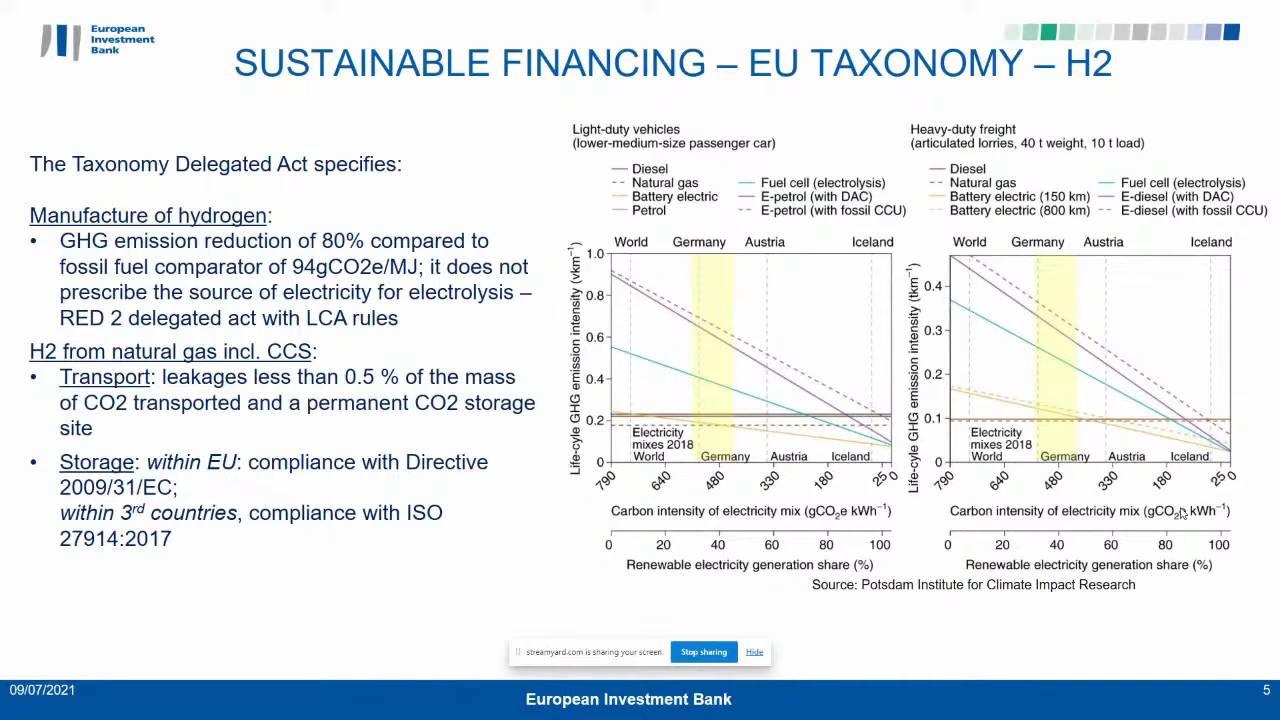 European
Investment
Bank
SUSTAINABLE FINANCING – EU TAXONOMY – H2
The Taxonomy Delegated Act specifies:
Manufacture of hydrogen:
• GHG emission reduction of 80% compared to
fossil fuel comparator of 94gCO2e/MJ; it does not
prescribe the source of electricity for electrolysis –
RED 2 delegated act with LCA rules
H2 from natural gas incl. CCS:
• Transport: leakages less than 0.5 % of the mass
of CO2 transported and a permanent CO2 storage
site
• Storage: within EU: compliance with Directive
2009/31/EC;
within 3rd countries, compliance with ISO
27914:2017
Light-duty vehicles
(lower-medium-size passenger car)
Diesel
Natural gas
Battery electric
Petrol
Fuel cell (electrolysis)
E-petrol (with DAC)
E-petrol (with fossil CCU)
World Germany Austria Iceland
Life-cyle GHG emission intensity (vkm⁻¹)
1.0
0.8
0.6
0.4
0.2
0
Electricity
mixes 2018
World Germany Austria Iceland
790 640 480 330 180 25 0
Carbon intensity of electricity mix (gCO₂e kWh⁻¹)
0 20 40 60 80 100
Renewable electricity generation share (%)
Heavy-duty freight
(articulated lorries, 40 t weight, 10 t load)
Diesel
Natural gas
Battery electric (150 km)
Battery electric (800 km)
Fuel cell (electrolysis)
E-diesel (with DAC)
E-diesel (with fossil CCU)
World Germany Austria Iceland
Life-cyle GHG emission intensity (tkm⁻¹)
0.4
0.3
0.2
0.1
0
Electricity
mixes 2018
World Germany Austria Iceland
790 640 480 330 180 25 0
Carbon intensity of electricity mix (gCO₂ kWh⁻¹)
0 20 40 60 80 100
Renewable electricity generation share (%)
Source: Potsdam Institute for Climate Impact Research
streamyard.com is sharing your screen. Stop sharing Hide
09/07/2021
European Investment Bank
5